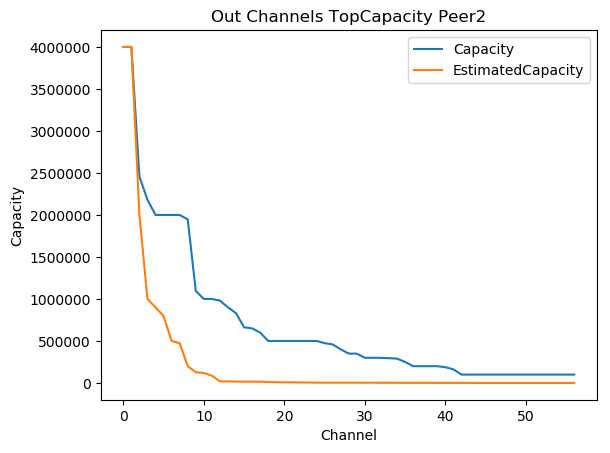 Out Channels TopCapacity Peer2
Capacity
EstimatedCapacity
4000000
3500000
3000000
2500000
2000000
1500000
1000000
500000
0
Capacity
0 10 20 30 40 50
Channel